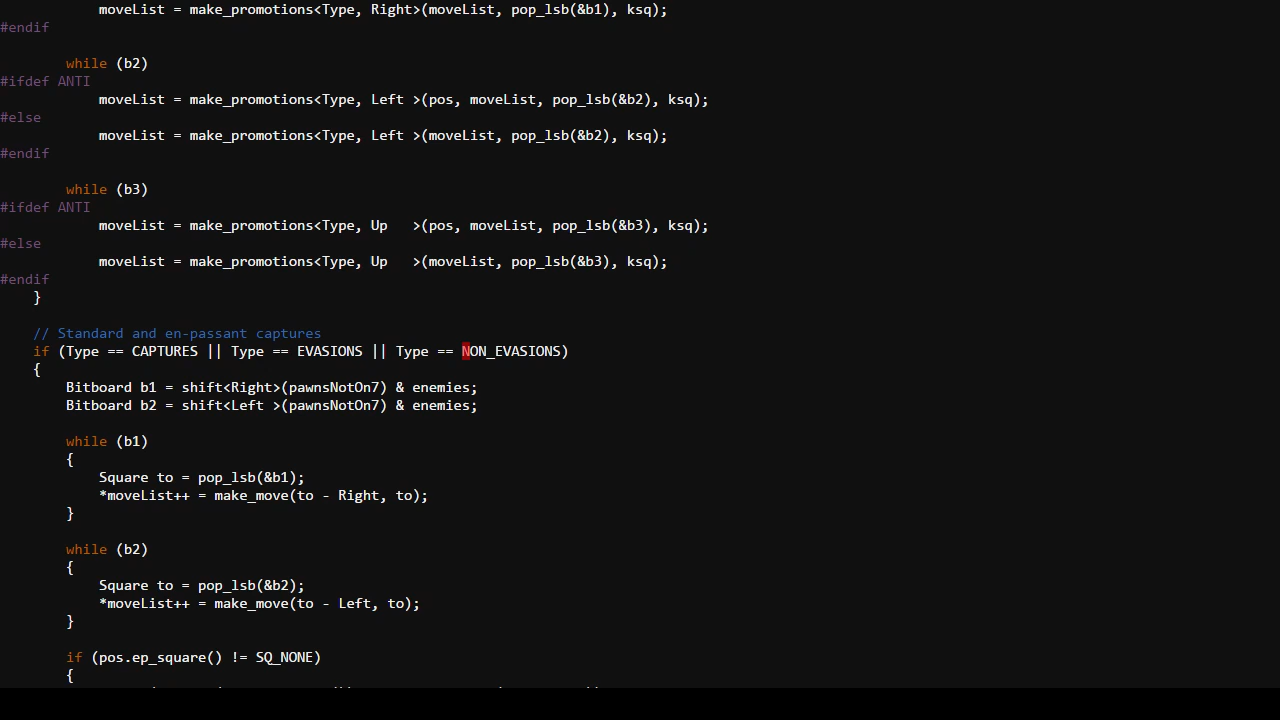 moveList = make_promotions<Type, Right>(moveList, pop_lsb(&b1), ksq);
#endif
while (b2)
#ifdef ANTI
moveList = make_promotions<Type, Left >(pos, moveList, pop_lsb(&b2), ksq);
#else
moveList = make_promotions<Type, Left >(moveList, pop_lsb(&b2), ksq);
#endif
while (b3)
#ifdef ANTI
moveList = make_promotions<Type, Up   >(pos, moveList, pop_lsb(&b3), ksq);
#else
moveList = make_promotions<Type, Up   >(moveList, pop_lsb(&b3), ksq);
#endif
}
// Standard and en-passant captures
if (Type == CAPTURES || Type == EVASIONS || Type == NON_EVASIONS)
{
Bitboard b1 = shift<Right>(pawnsNotOn7) & enemies;
Bitboard b2 = shift<Left >(pawnsNotOn7) & enemies;
while (b1)
{
Square to = pop_lsb(&b1);
*moveList++ = make_move(to - Right, to);
}
while (b2)
{
Square to = pop_lsb(&b2);
*moveList++ = make_move(to - Left, to);
}
if (pos.ep_square() != SQ_NONE)
{